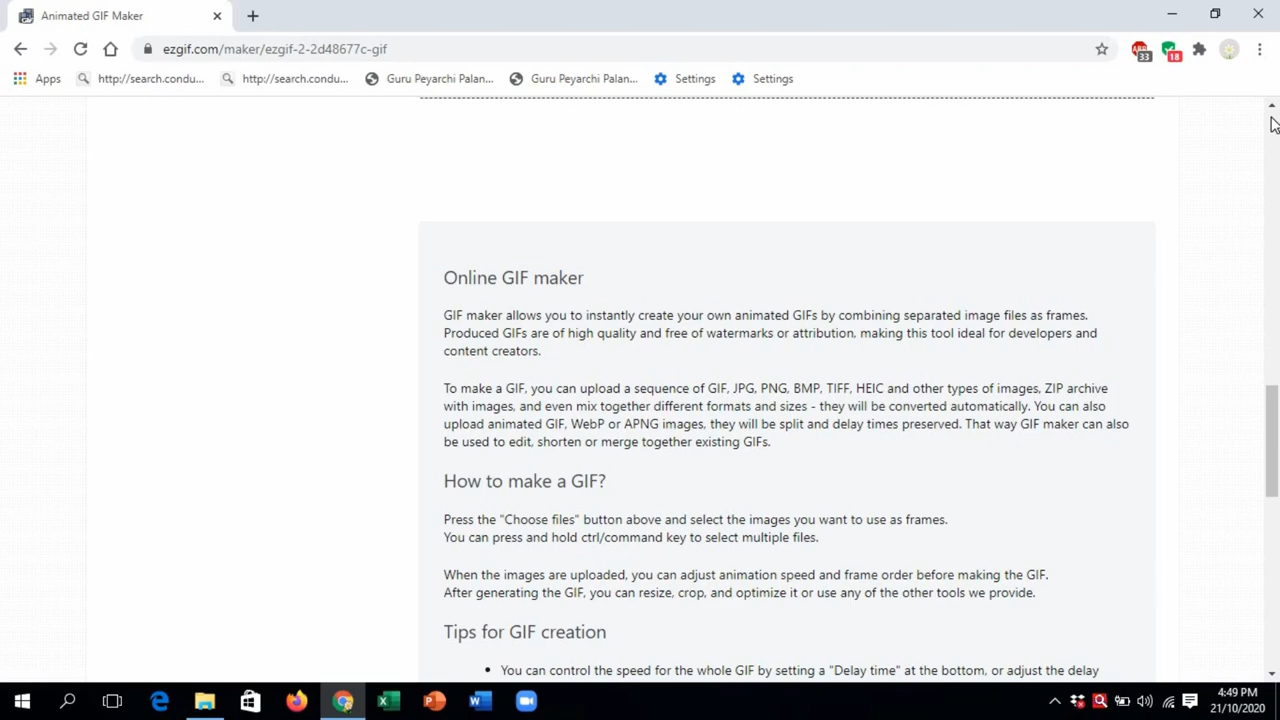 Animated GIF Maker
ezgif.com/maker/ezgif-2-2d48677c-gif
33
18
Apps
http://search.condu...
http://search.condu...
Guru Peyarchi Palan...
Guru Peyarchi Palan...
Settings
Settings
Online GIF maker
GIF maker allows you to instantly create your own animated GIFs by combining separated image files as frames.
Produced GIFs are of high quality and free of watermarks or attribution, making this tool ideal for developers and
content creators.
To make a GIF, you can upload a sequence of GIF, JPG, PNG, BMP, TIFF, HEIC and other types of images, ZIP archive
with images, and even mix together different formats and sizes - they will be converted automatically. You can also
upload animated GIF, WebP or APNG images, they will be split and delay times preserved. That way GIF maker can also
be used to edit, shorten or merge together existing GIFs.
How to make a GIF?
Press the "Choose files" button above and select the images you want to use as frames.
You can press and hold ctrl/command key to select multiple files.
When the images are uploaded, you can adjust animation speed and frame order before making the GIF.
After generating the GIF, you can resize, crop, and optimize it or use any of the other tools we provide.
Tips for GIF creation
• You can control the speed for the whole GIF by setting a "Delay time" at the bottom, or adjust the delay
4:49 PM
21/10/2020